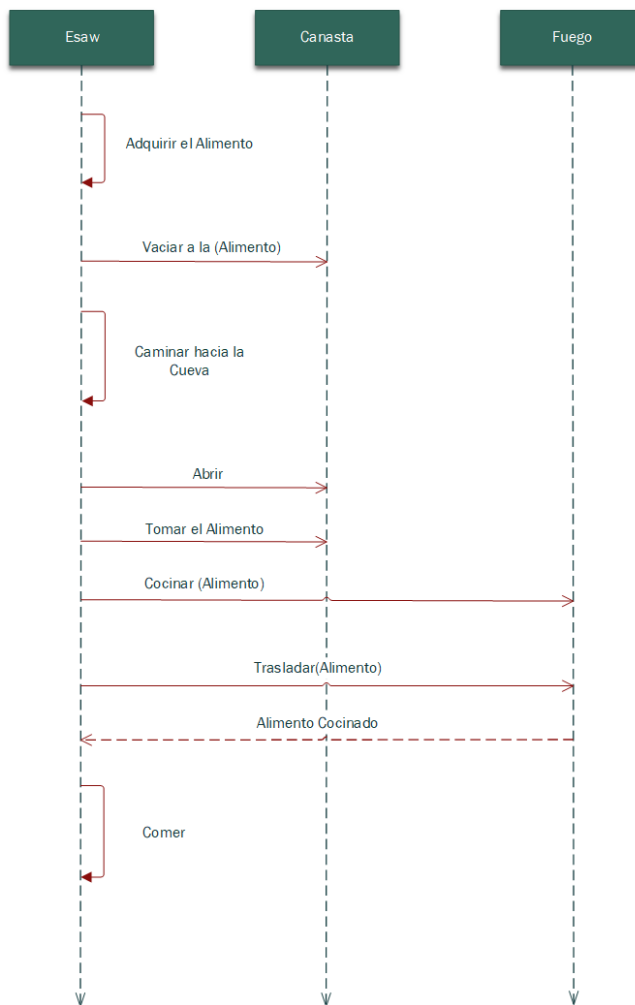 Esaw
Canasta
Fuego
Adquirir el Alimento
Vaciar a la (Alimento)
Caminar hacia la
Cueva
Abrir
Tomar el Alimento
Cocinar (Alimento)
Trasladar(Alimento)
Alimento Cocinado
Comer